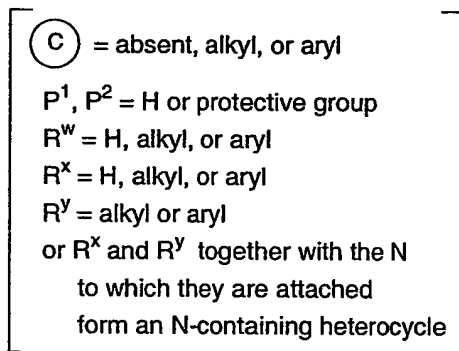 C = absent, alkyl, or aryl
P¹, P² = H or protective group
Rʷ = H, alkyl, or aryl
Rˣ = H, alkyl, or aryl
Rʸ = alkyl or aryl
or Rˣ and Rʸ together with the N
to which they are attached
form an N-containing heterocycle